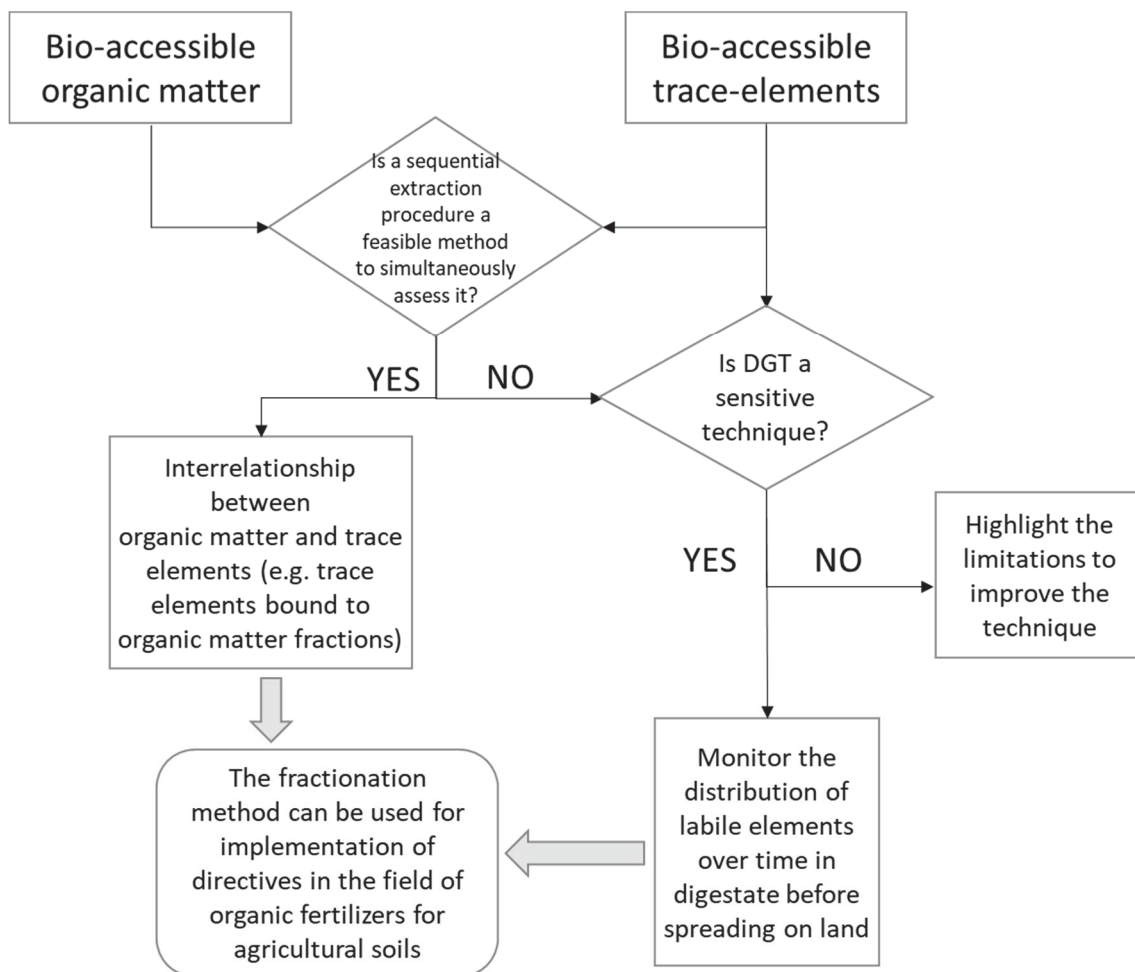 Bio-accessible
organic matter
Bio-accessible
trace-elements
Is a sequential
extraction
procedure a
feasible method
to simultaneously
assess it?
YES
NO
Is DGT a
sensitive
technique?
Interrelationship
between
organic matter and trace
elements (e.g. trace
elements bound to
organic matter fractions)
YES
NO
Highlight the
limitations to
improve the
technique
The fractionation
method can be used for
implementation of
directives in the field of
organic fertilizers for
agricultural soils
Monitor the
distribution of
labile elements
over time in
digestate before
spreading on land